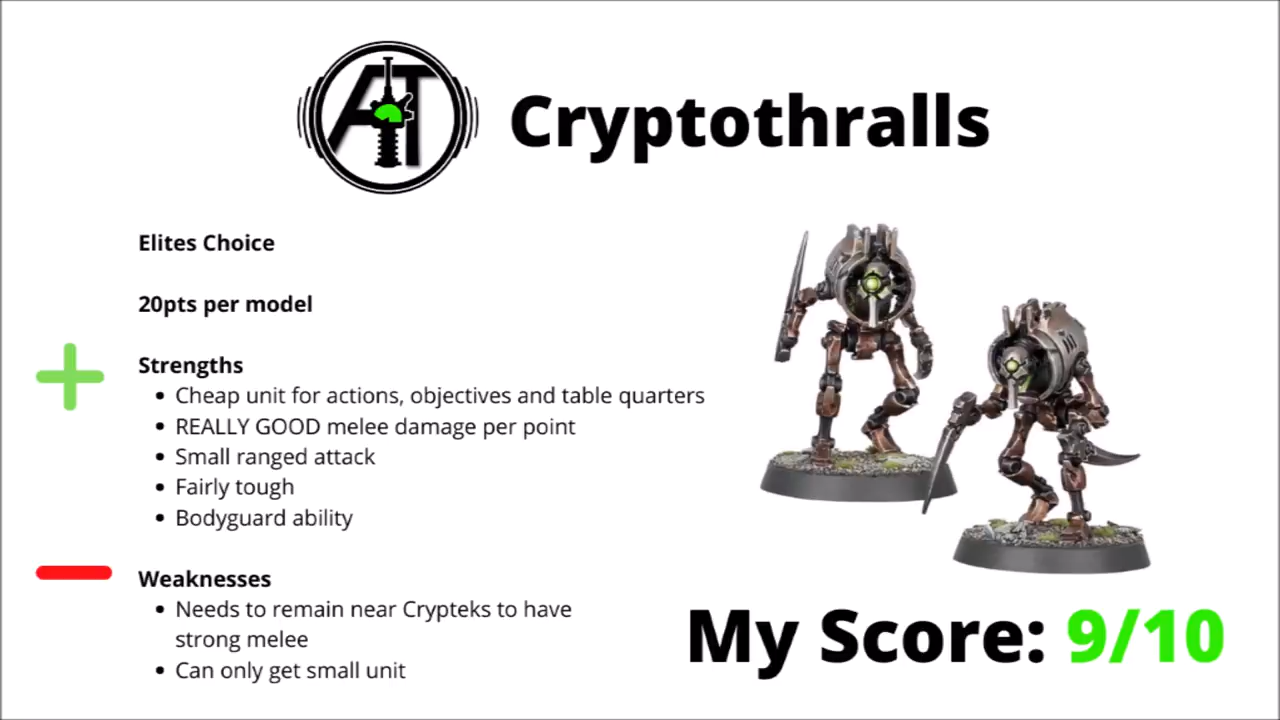 AT
Cryptothralls
Elites Choice
20pts per model
Strengths
• Cheap unit for actions, objectives and table quarters
• REALLY GOOD melee damage per point
• Small ranged attack
• Fairly tough
• Bodyguard ability
Weaknesses
• Needs to remain near Crypteks to have
strong melee
• Can only get small unit
My Score: 9/10